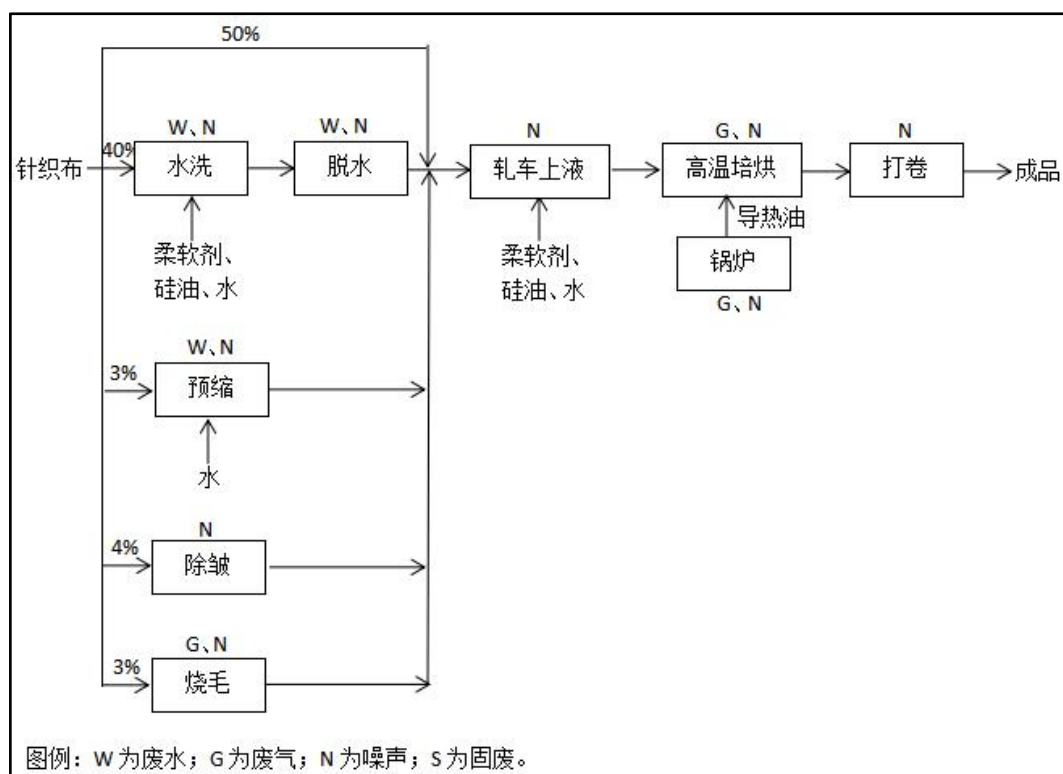 50%
W、N
W、N
N
G、N
N
针织布
40%
水洗
脱水
轧车上液
高温培烘
打卷
成品
导热油
柔软剂、
硅油、水
柔软剂、
硅油、水
锅炉
G、N
W、N
3%
预缩
水
N
4%
除皱
G、N
3%
烧毛
图例：W为废水；G为废气；N为噪声；S为固废。